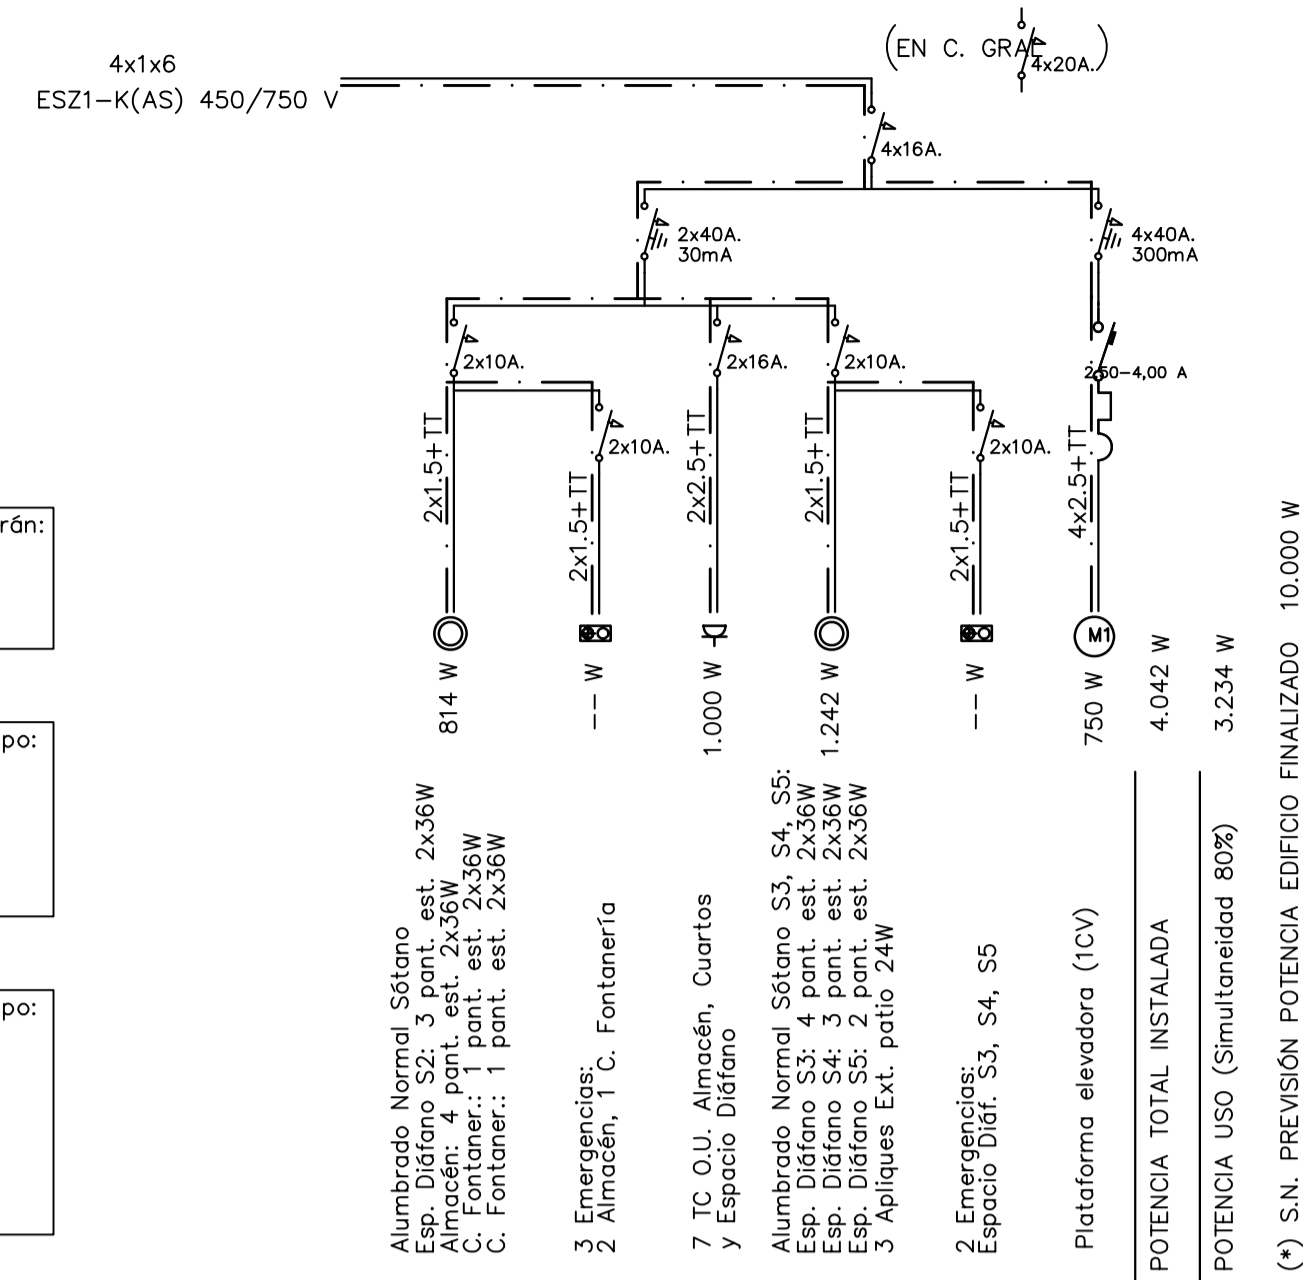 (EN C. GRAL.)
4x20A.
4x1x6
ESZ1-K(AS) 450/750 V
4x16A.
2x40A.
30mA
4x40A.
300mA
2x10A.
2x16A.
2x10A.
2,50-4,00 A
2x10A.
2x10A.
2x1.5+TT
2x1.5+TT
2x2.5+TT
2x1.5+TT
2x1.5+TT
4x2.5+TT
rán:
po:
po:
M1
814 W
--- W
1.000 W
1.242 W
--- W
750 W
Alumbrado Normal Sótano
Esp. Diáfano S2: 3 pant. est. 2x36W
Almacén: 4 pant. est. 2x36W
C. Fontaner.: 1 pant. est. 2x36W
C. Fontaner.: 1 pant. est. 2x36W
3 Emergencias:
2 Almacén, 1 C. Fontanería
7 TC O.U. Almacén, Cuartos
y Espacio Diáfano
Alumbrado Normal Sótano S3, S4, S5:
Esp. Diáfano S3: 4 pant. est. 2x36W
Esp. Diáfano S4: 3 pant. est. 2x36W
Esp. Diáfano S5: 2 pant. est. 2x36W
3 Apliques Ext. patio 24W
2 Emergencias:
Espacio Diáf. S3, S4, S5
Plataforma elevadora (1CV)
POTENCIA TOTAL INSTALADA 4.042 W
POTENCIA USO (Simultaneidad 80%) 3.234 W
(*) S.N. PREVISIÓN POTENCIA EDIFICIO FINALIZADO 10.000 W